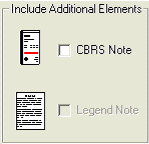 Include Additional Elements
CBRS Note
Legend Note